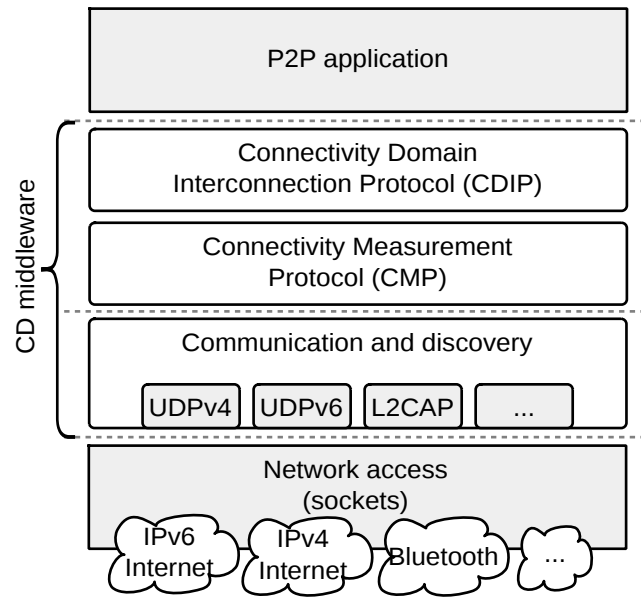 P2P application
CD middleware
Connectivity Domain
Interconnection Protocol (CDIP)
Connectivity Measurement
Protocol (CMP)
Communication and discovery
UDPv4 UDPv6 L2CAP ...
Network access
(sockets)
IPv6
Internet
IPv4
Internet
Bluetooth
...